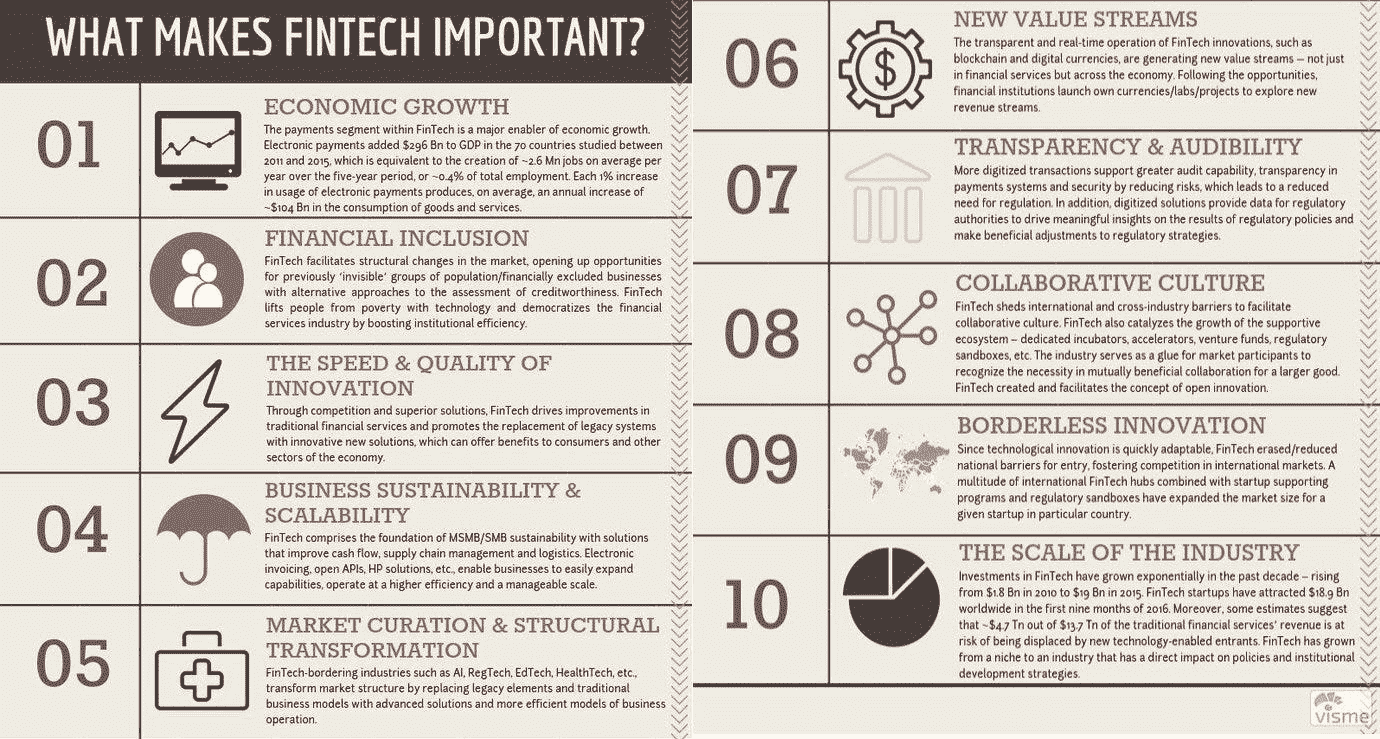 WHAT MAKES FINTECH IMPORTANT?
01
ECONOMIC GROWTH
The payments segment within FinTech is a major enabler of economic growth.
Electronic payments added $296 Bn to GDP in the 70 countries studied between
2011 and 2015, which is equivalent to the creation of ~2.6 Mn jobs on average per
year over the five-year period, or ~0.4% of total employment. Each 1% increase
in usage of electronic payments produces, on average, an annual increase of
~$104 Bn in the consumption of goods and services.
02
FINANCIAL INCLUSION
FinTech facilitates structural changes in the market, opening up opportunities
for previously 'invisible' groups of population/financially excluded businesses
with alternative approaches to the assessment of creditworthiness. FinTech
lifts people from poverty with technology and democratizes the financial
services industry by boosting institutional efficiency.
03
THE SPEED & QUALITY OF
INNOVATION
Through competition and superior solutions, FinTech drives improvements in
traditional financial services and promotes the replacement of legacy systems
with innovative new solutions, which can offer benefits to consumers and other
sectors of the economy.
04
BUSINESS SUSTAINABILITY &
SCALABILITY
FinTech comprises the foundation of MSMB/SMB sustainability with solutions
that improve cash flow, supply chain management and logistics. Electronic
invoicing, open APIs, HP solutions, etc., enable businesses to easily expand
capabilities, operate at a higher efficiency and a manageable scale.
05
MARKET CURATION & STRUCTURAL
TRANSFORMATION
FinTech-bordering industries such as AI, RegTech, EdTech, HealthTech, etc.,
transform market structure by replacing legacy elements and traditional
business models with advanced solutions and more efficient models of business
operation.
06
$
NEW VALUE STREAMS
The transparent and real-time operation of FinTech innovations, such as
blockchain and digital currencies, are generating new value streams – not just
in financial services but across the economy. Following the opportunities,
financial institutions launch own currencies/labs/projects to explore new
revenue streams.
07
TRANSPARENCY & AUDIBILITY
More digitized transactions support greater audit capability, transparency in
payments systems and security by reducing risks, which leads to a reduced
need for regulation. In addition, digitized solutions provide data for regulatory
authorities to drive meaningful insights on the results of regulatory policies and
make beneficial adjustments to regulatory strategies.
08
COLLABORATIVE CULTURE
FinTech sheds international and cross-industry barriers to facilitate
collaborative culture. FinTech also catalyzes the growth of the supportive
ecosystem – dedicated incubators, accelerators, venture funds, regulatory
sandboxes, etc. The industry serves as a glue for market participants to
recognize the necessity in mutually beneficial collaboration for a larger good.
FinTech created and facilitates the concept of open innovation.
09
BORDERLESS INNOVATION
Since technological innovation is quickly adaptable, FinTech erased/reduced
national barriers for entry, fostering competition in international markets. A
multitude of international FinTech hubs combined with startup supporting
programs and regulatory sandboxes have expanded the market size for a
given startup in particular country.
10
THE SCALE OF THE INDUSTRY
Investments in FinTech have grown exponentially in the past decade – rising
from $1.8 Bn in 2010 to $19 Bn in 2015. FinTech startups have attracted $18.9 Bn
worldwide in the first nine months of 2016. Moreover, some estimates suggest
that ~$4.7 Tn out of $13.7 Tn of the traditional financial services' revenue is at
risk of being displaced by new technology-enabled entrants. FinTech has grown
from a niche to an industry that has a direct impact on policies and institutional
development strategies.
visme